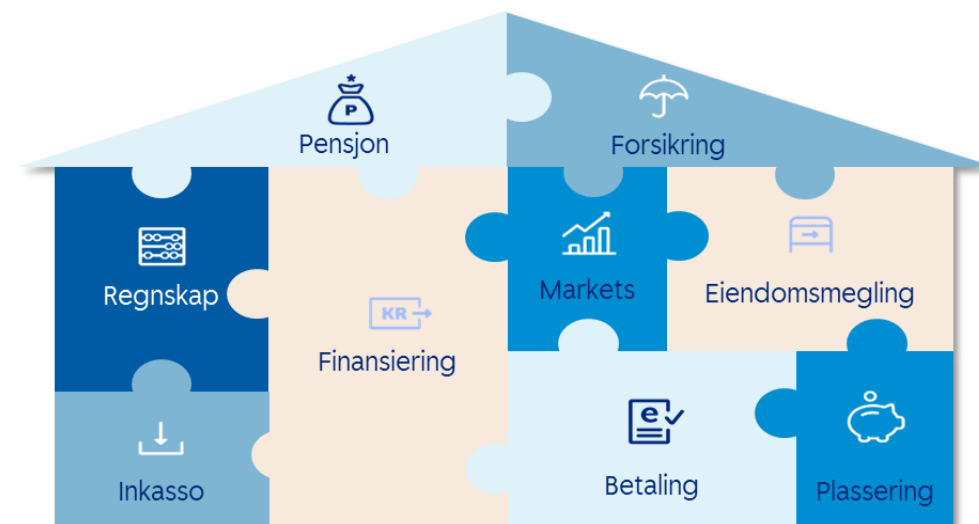 P
Pensjon
Forsikring
Regnskap
KR
Finansiering
Markets
Eiendomsmegling
Inkasso
e
Betaling
Plassering